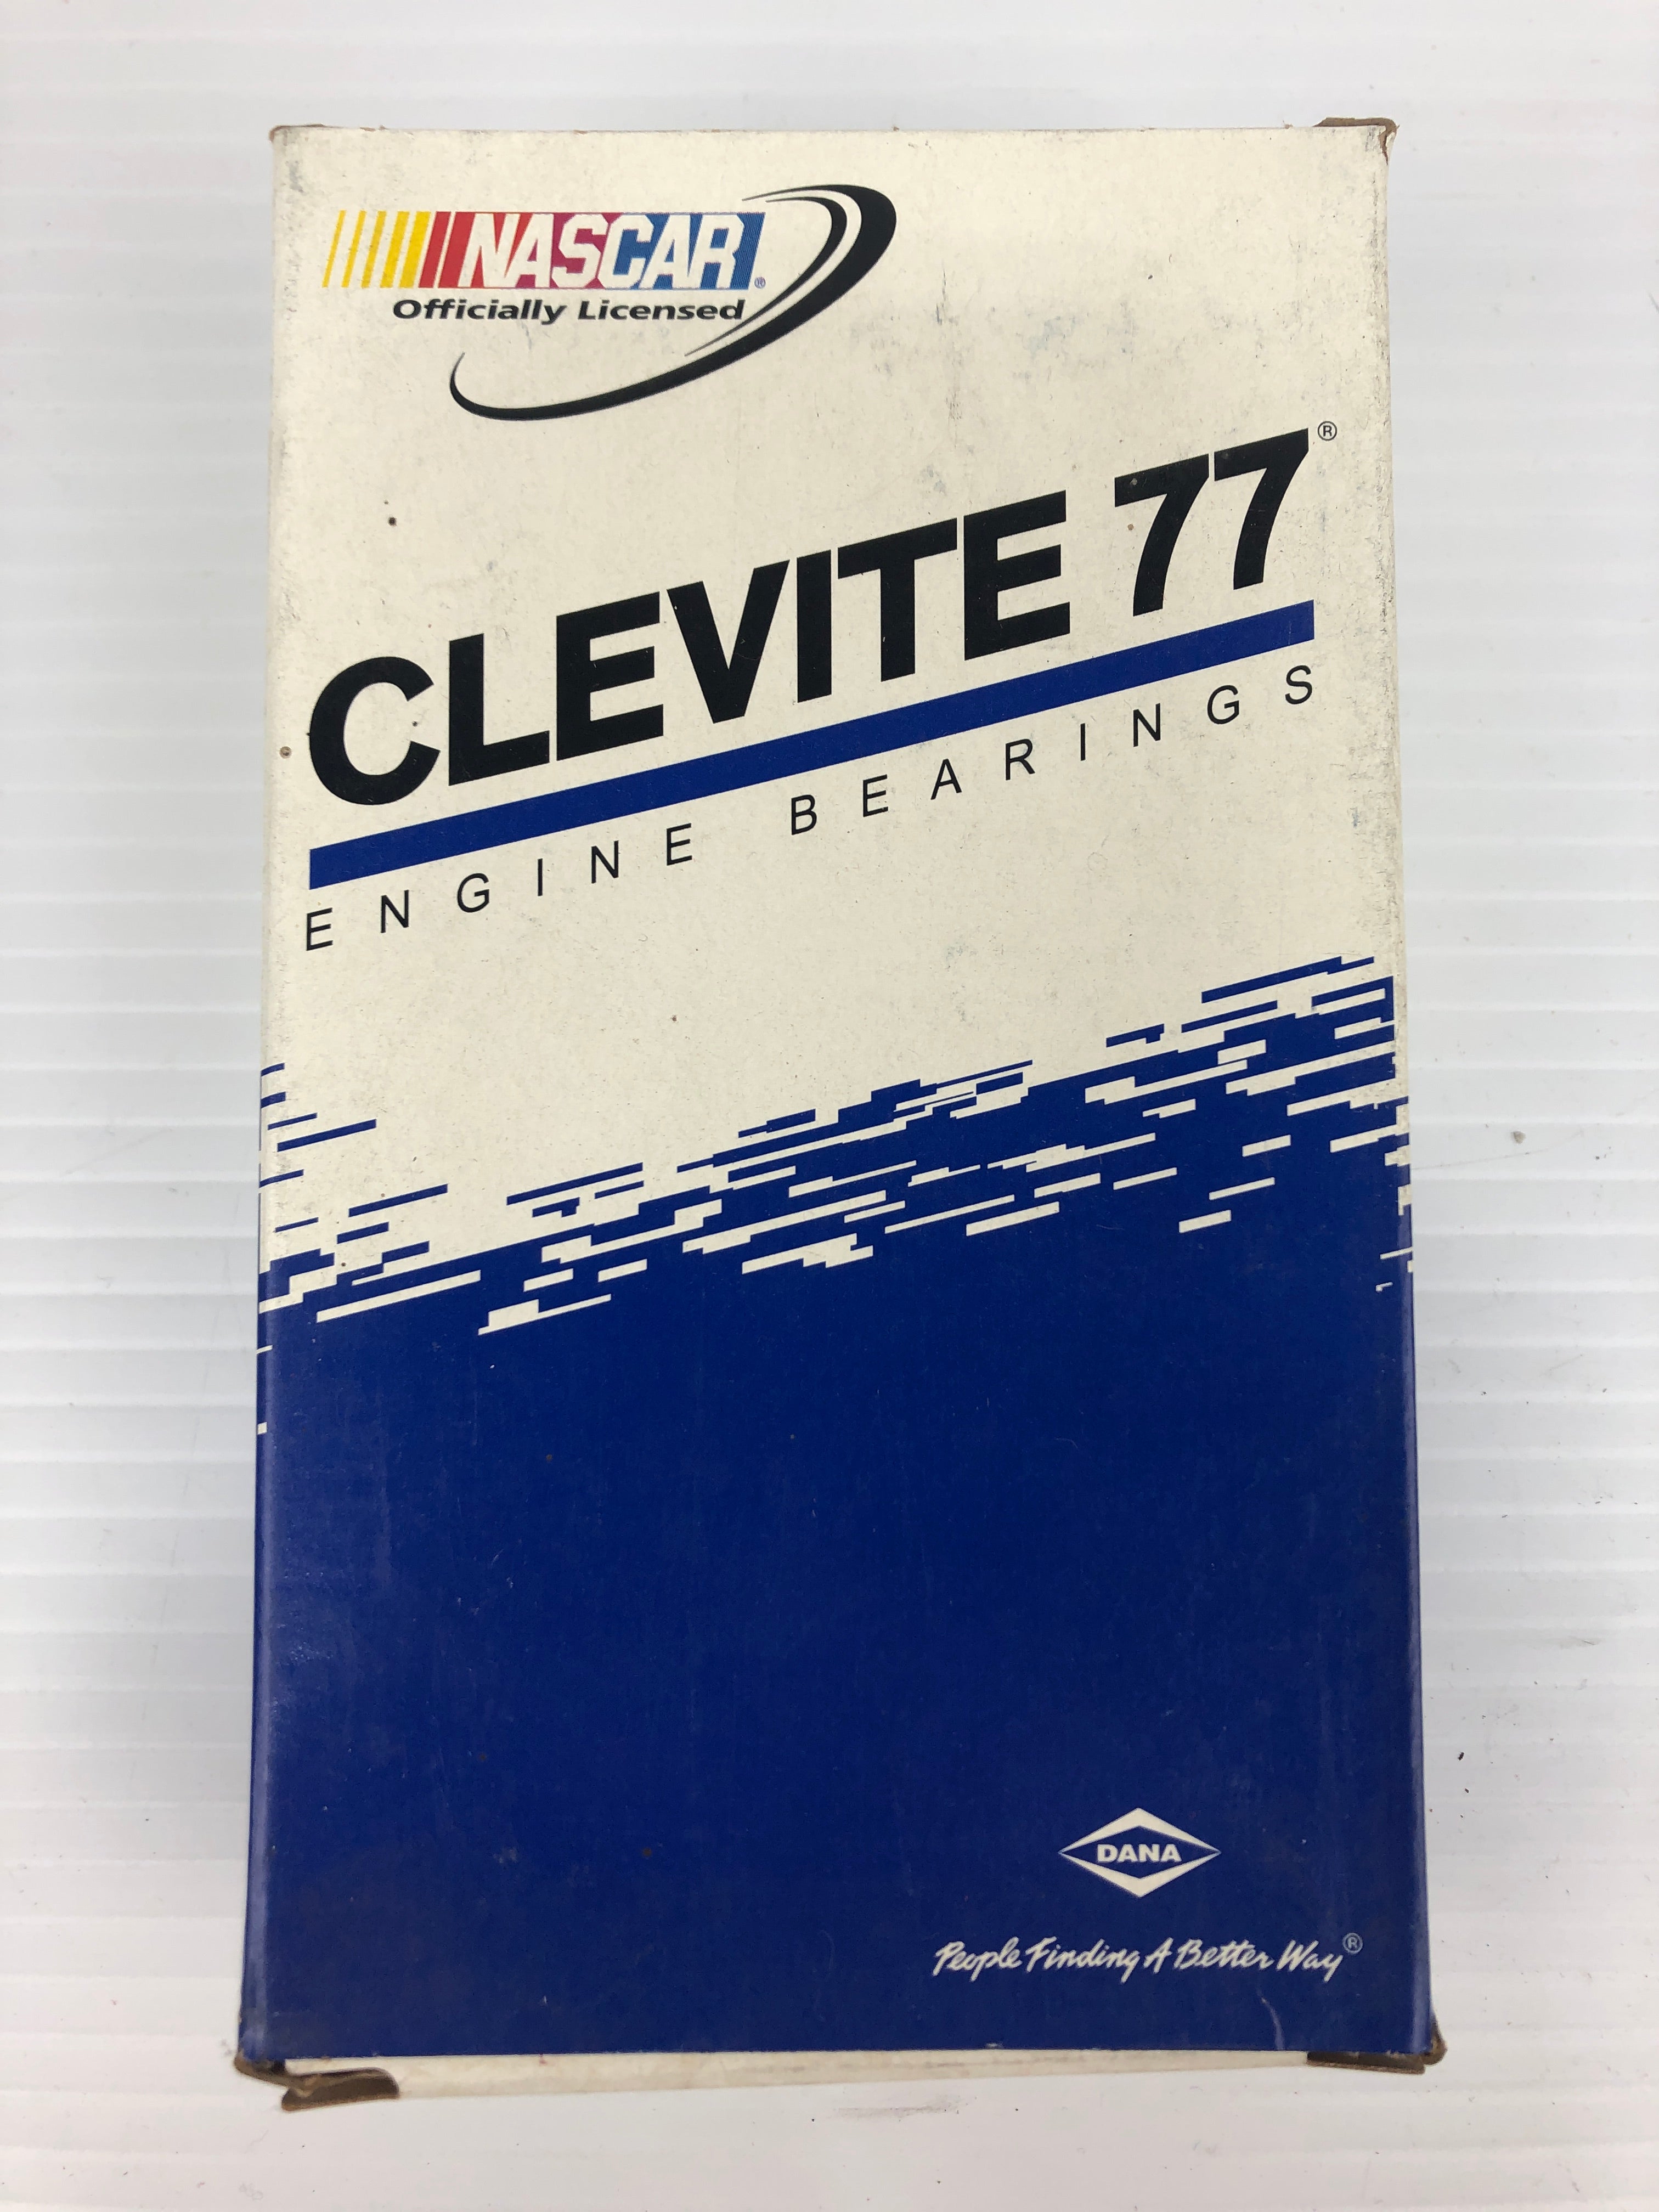 NASCAR®
Officially Licensed
CLEVITE 77®
ENGINE BEARINGS
DANA
People Finding A Better Way®